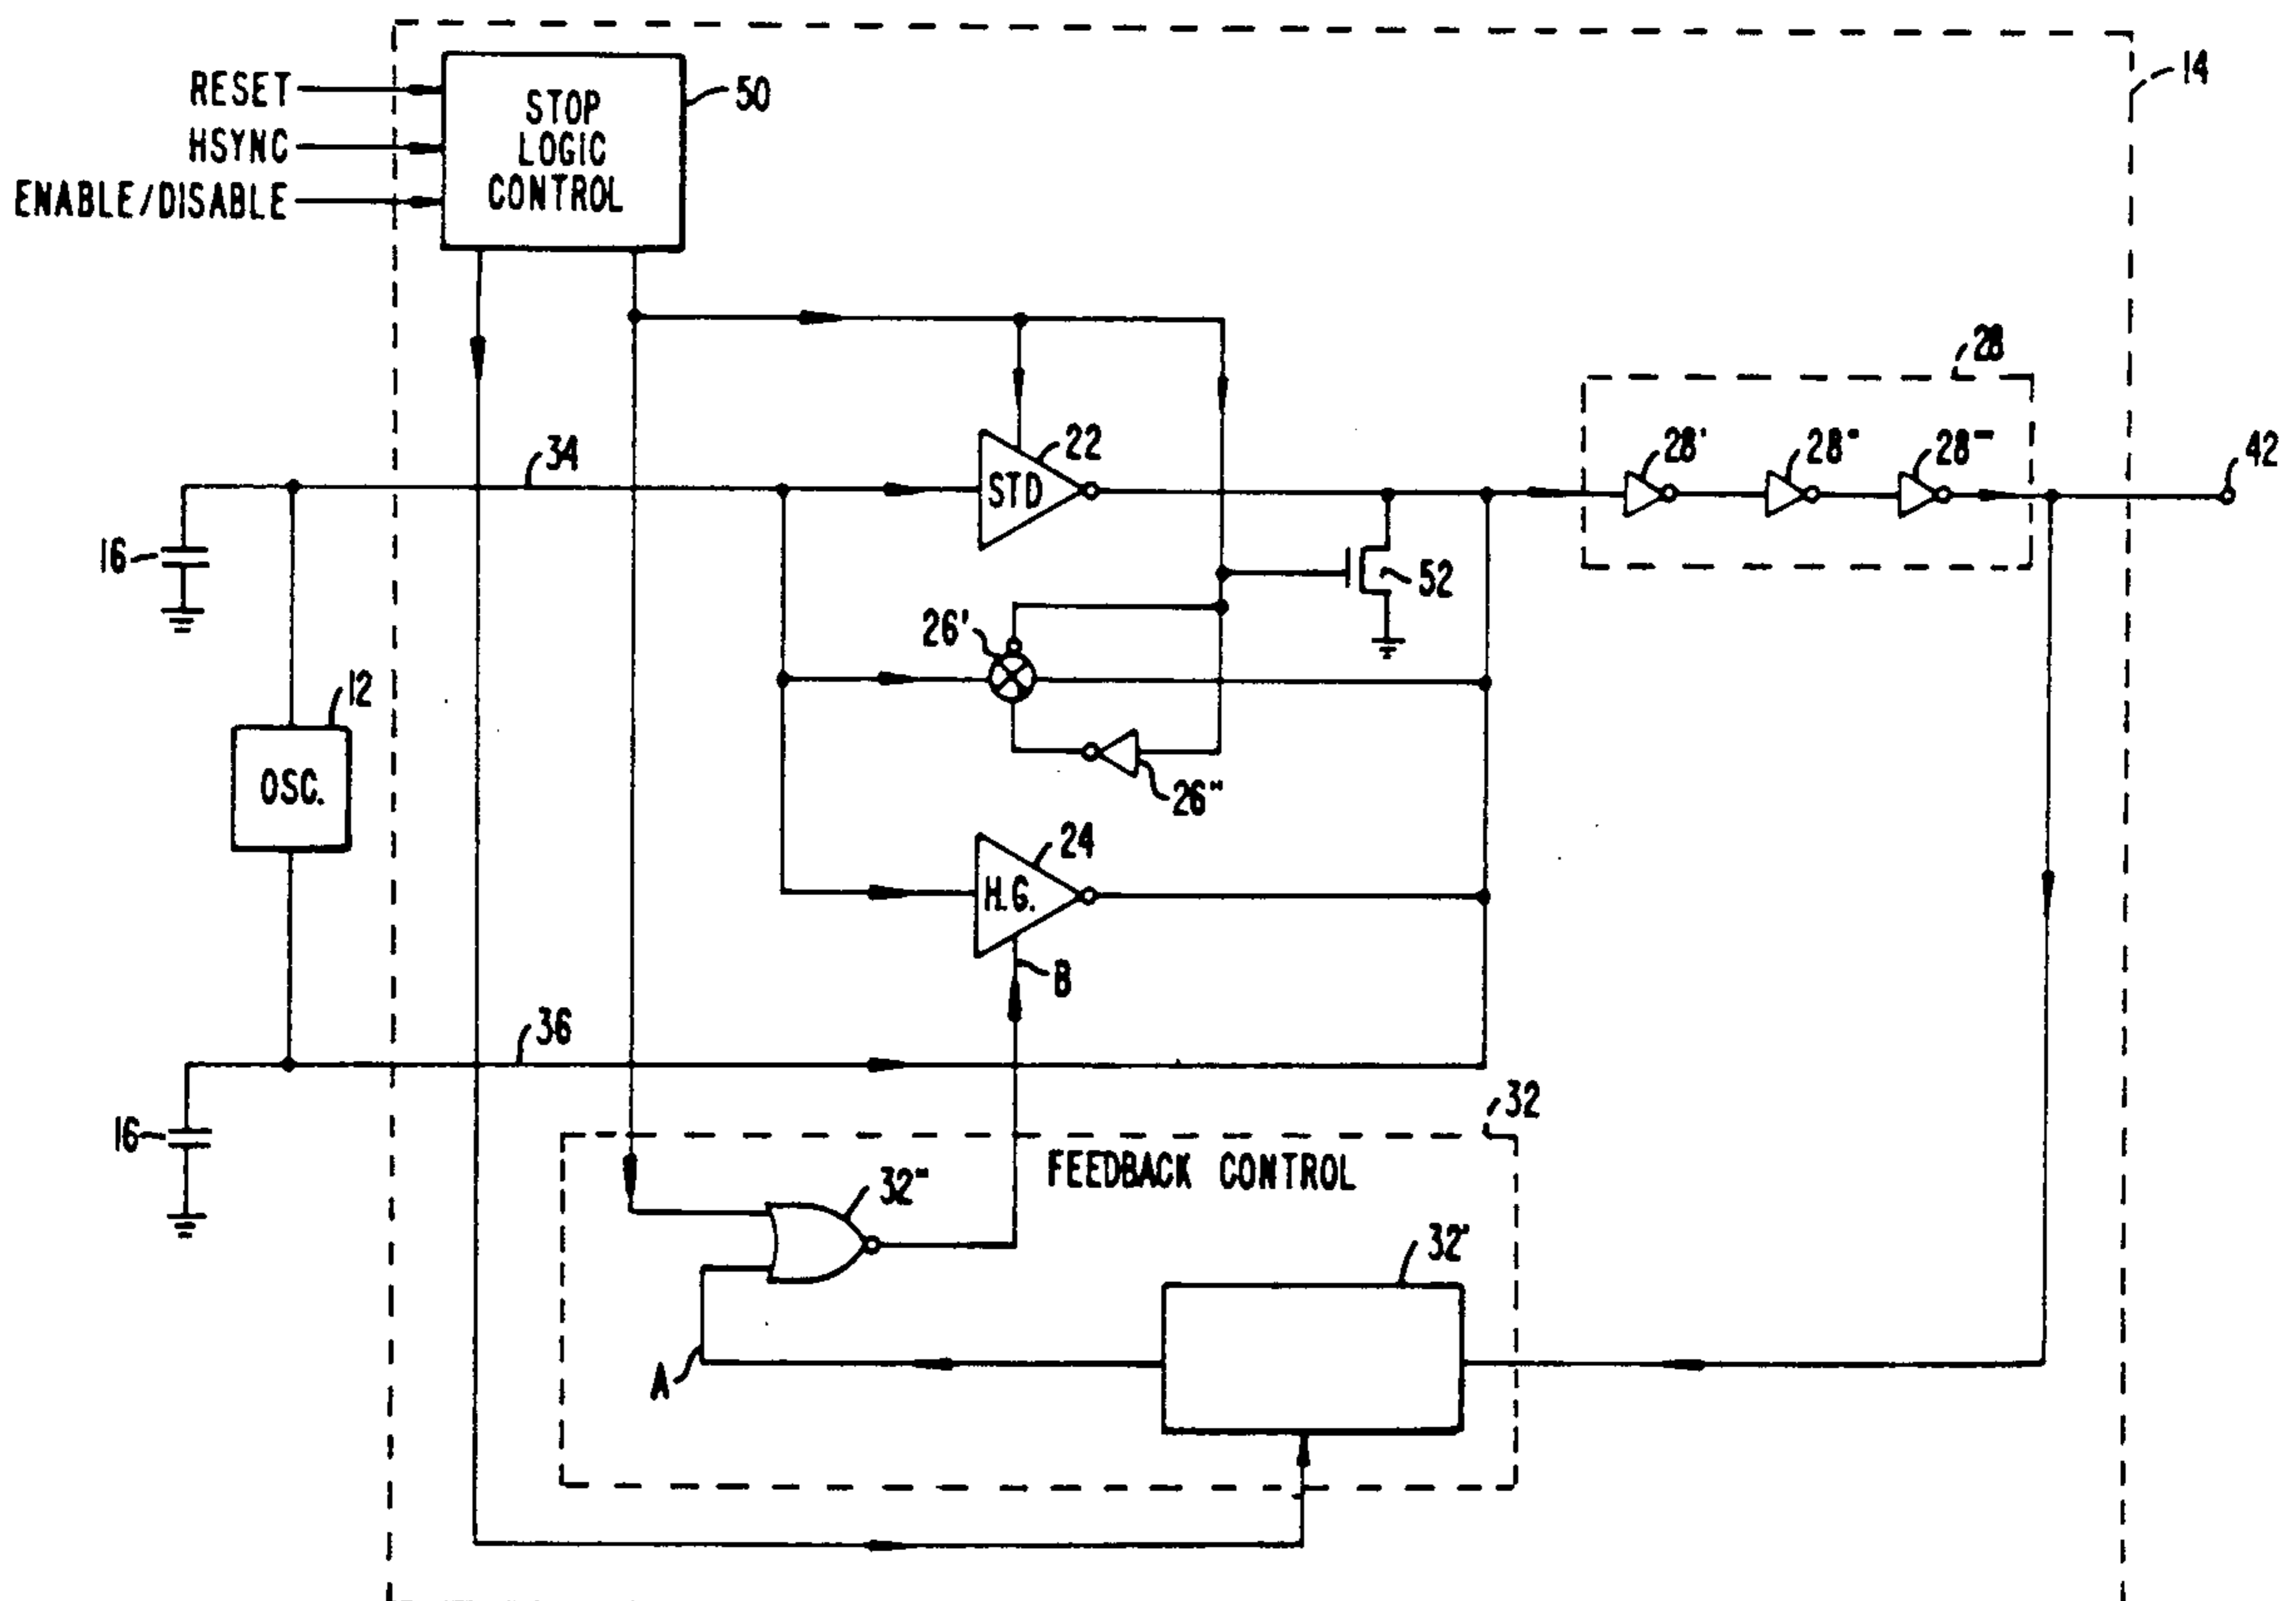 14
RESET
HSYNC
ENABLE/DISABLE
STOP
LOGIC
CONTROL
50
28
34
22
STD
28'
28"
28'''
42
16
52
26'
12
OSC.
26"
24
H.G.
B
36
16
32
FEEDBACK CONTROL
32"
32'
A